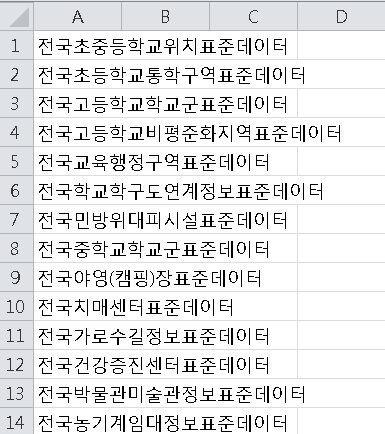 A B C D
1 전국초중등학교위치표준데이터
2 전국초등학교통학구역표준데이터
3 전국고등학교학교군표준데이터
4 전국고등학교비평준화지역표준데이터
5 전국교육행정구역표준데이터
6 전국학교학구도연계정보표준데이터
7 전국민방위대피시설표준데이터
8 전국중학교학교군표준데이터
9 전국야영(캠핑)장표준데이터
10 전국치매센터표준데이터
11 전국가로수길정보표준데이터
12 전국건강증진센터표준데이터
13 전국박물관미술관정보표준데이터
14 전국농기계임대정보표준데이터